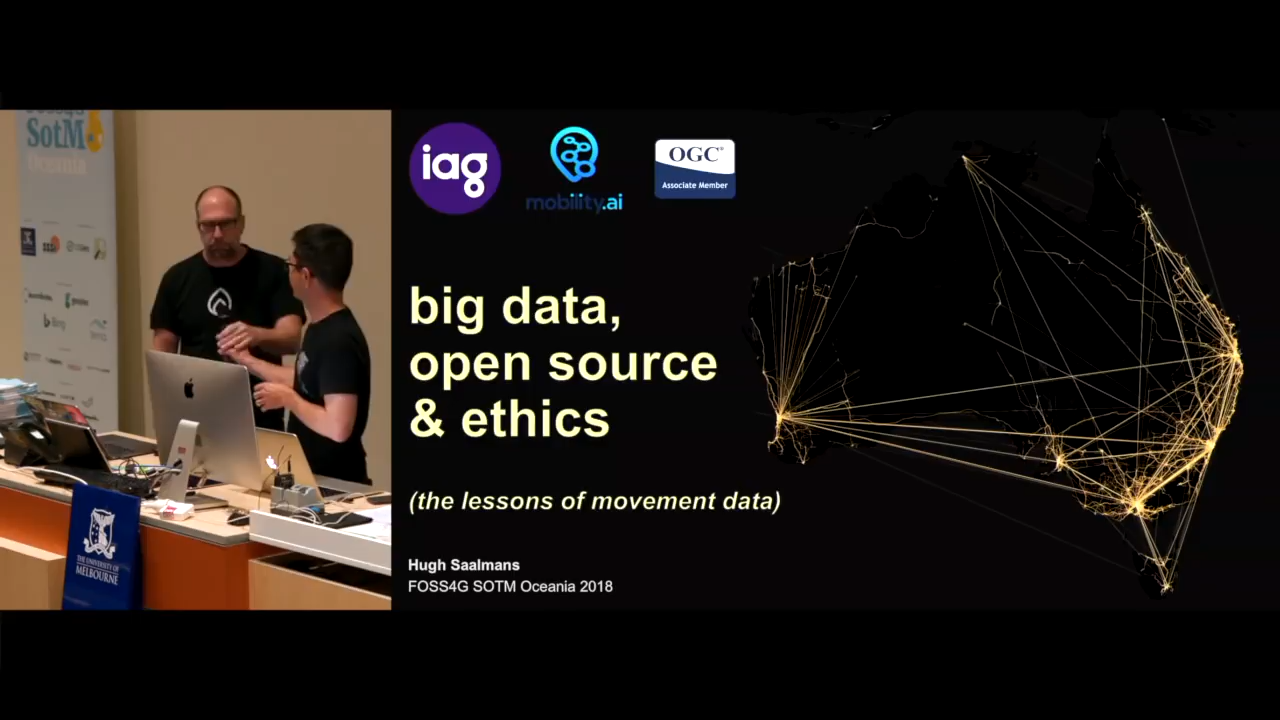 SotM
Oceania
bing
THE UNIVERSITY OF
MELBOURNE
iag
mobility.ai
OGC®
Associate Member
big data,
open source
& ethics
(the lessons of movement data)
Hugh Saalmans
FOSS4G SOTM Oceania 2018